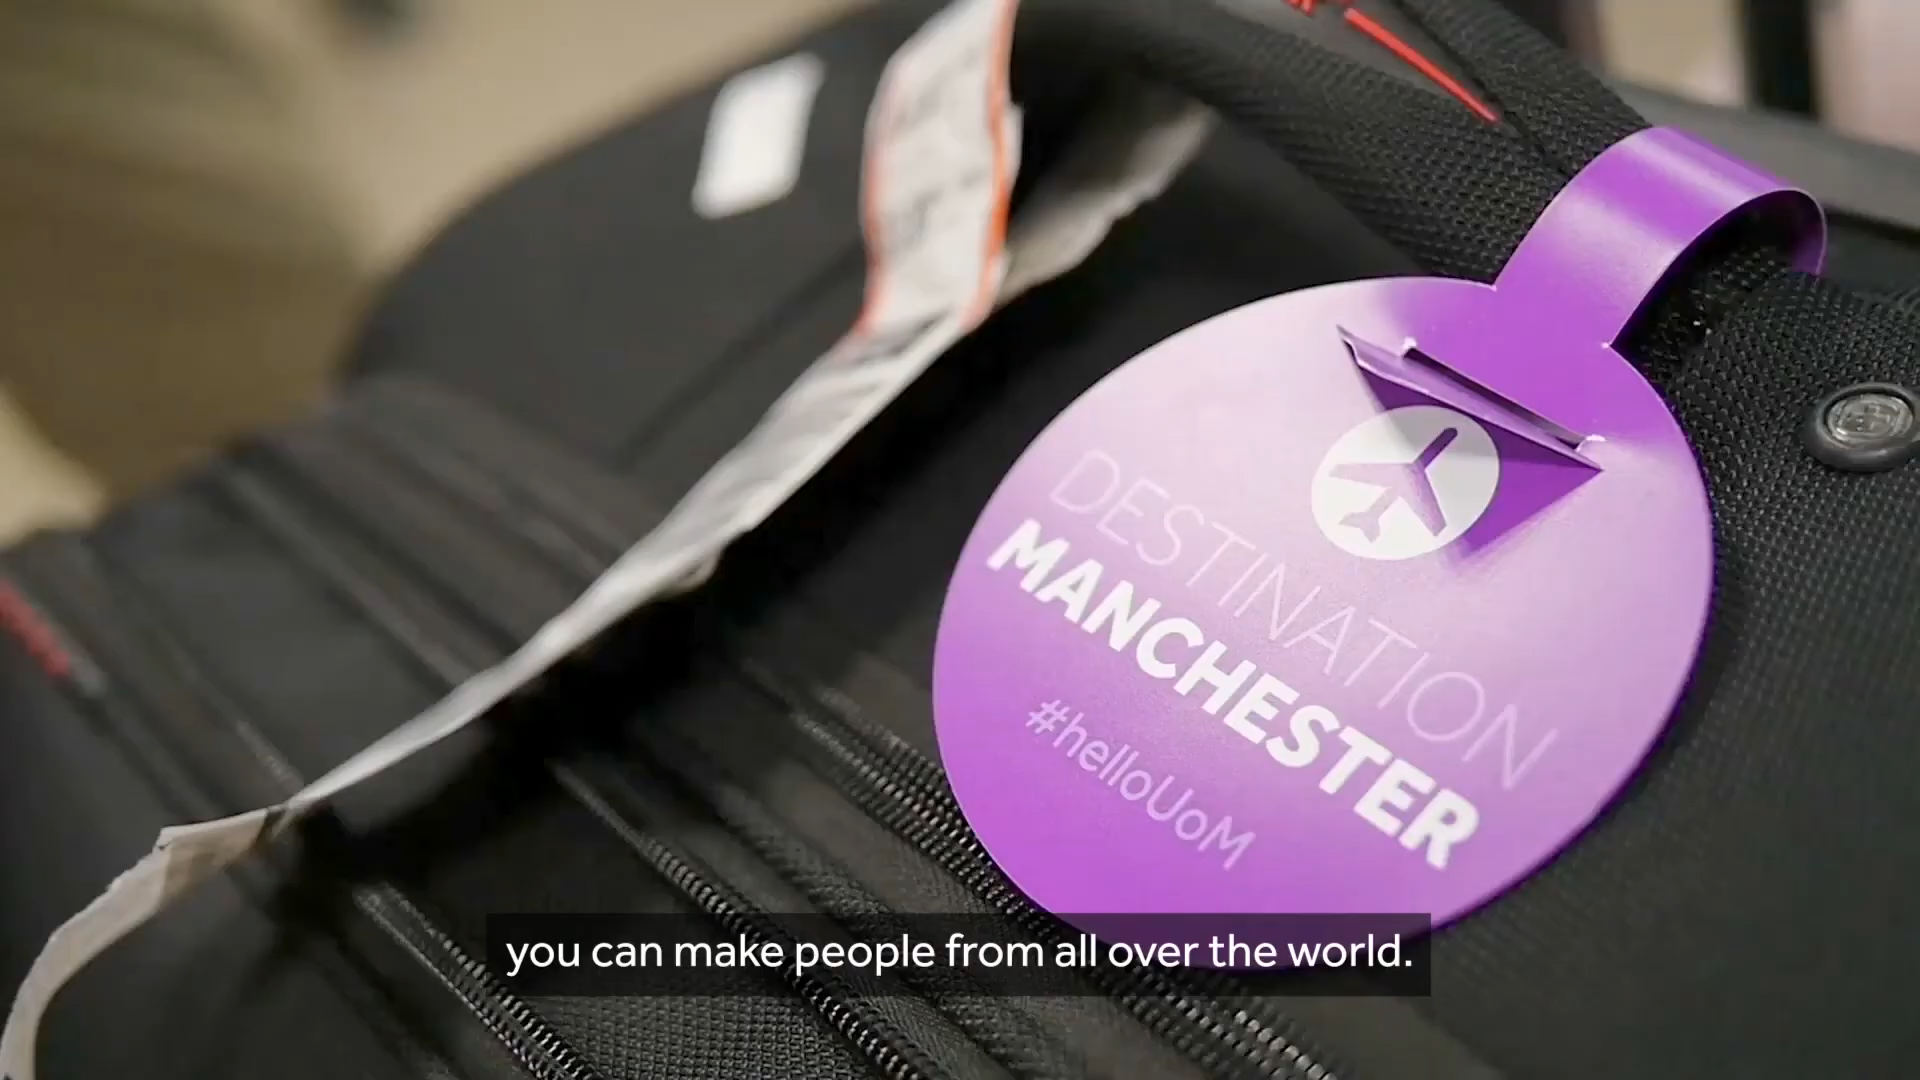 DESTINATION
MANCHESTER
#helloUoM
you can make people from all over the world.